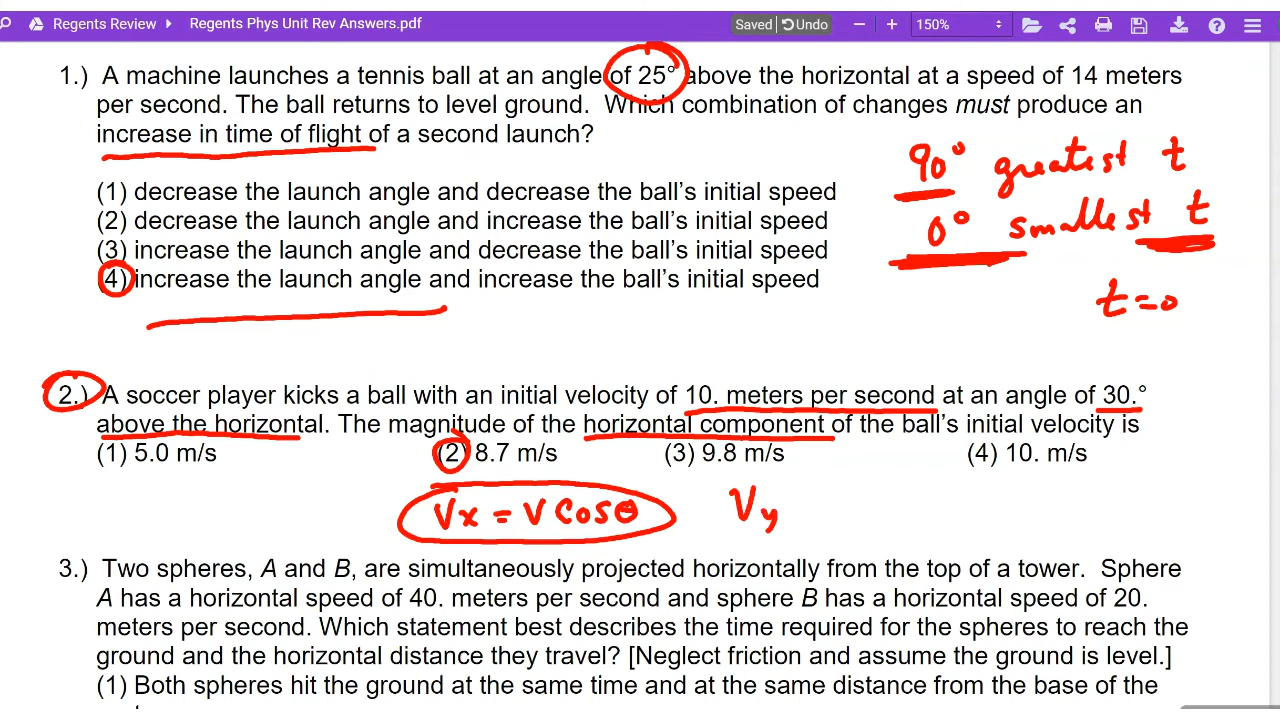 Regents Review Regents Phys Unit Rev Answers.pdf Saved Undo 150%
1.) A machine launches a tennis ball at an angle of 25° above the horizontal at a speed of 14 meters
per second. The ball returns to level ground. Which combination of changes must produce an
increase in time of flight of a second launch?
90° greatest t
(1) decrease the launch angle and decrease the ball's initial speed
(2) decrease the launch angle and increase the ball's initial speed
0° smallest t
(3) increase the launch angle and decrease the ball's initial speed
(4) increase the launch angle and increase the ball's initial speed
t=0
2.) A soccer player kicks a ball with an initial velocity of 10. meters per second at an angle of 30.°
above the horizontal. The magnitude of the horizontal component of the ball's initial velocity is
(1) 5.0 m/s (2) 8.7 m/s (3) 9.8 m/s (4) 10. m/s
Vx = V Cosθ Vy
3.) Two spheres, A and B, are simultaneously projected horizontally from the top of a tower. Sphere
A has a horizontal speed of 40. meters per second and sphere B has a horizontal speed of 20.
meters per second. Which statement best describes the time required for the spheres to reach the
ground and the horizontal distance they travel? [Neglect friction and assume the ground is level.]
(1) Both spheres hit the ground at the same time and at the same distance from the base of the